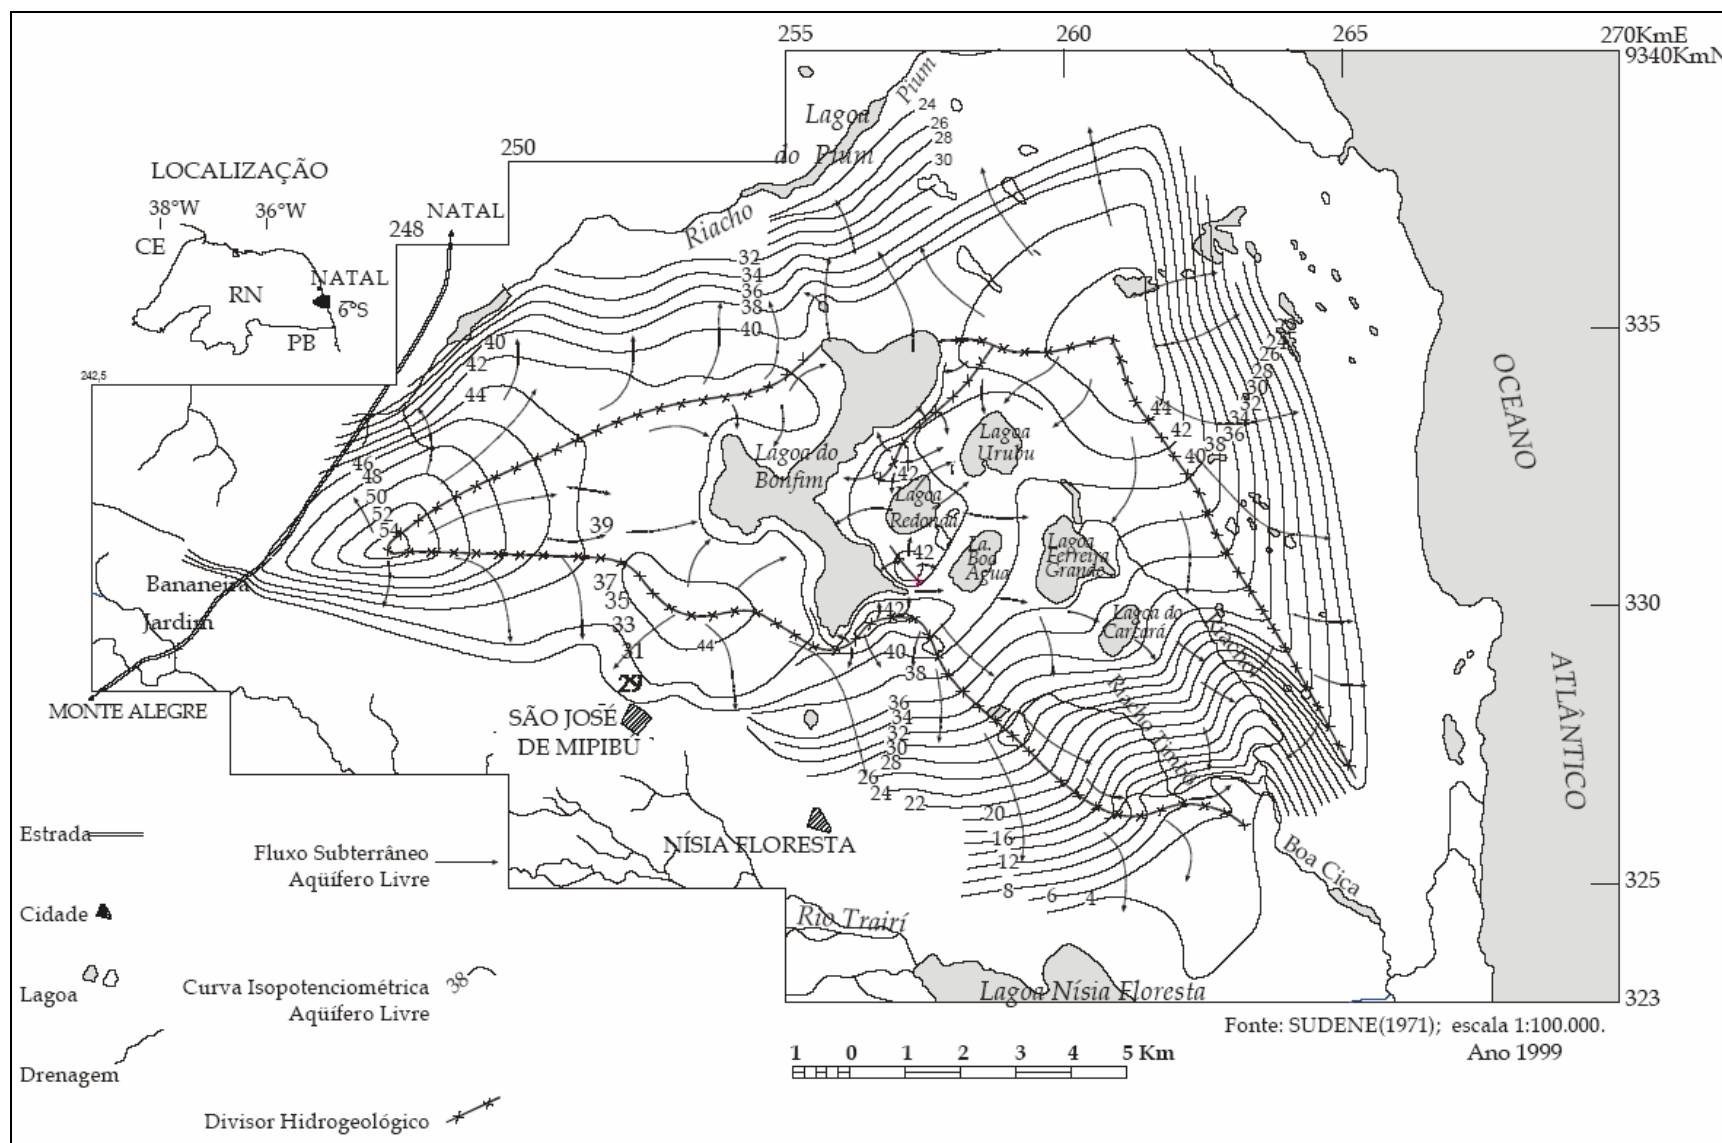 255
260
265
270KmE
9340KmN
Pium
Lagoa
do Pium
24
26
28
30
250
LOCALIZAÇÃO
38°W
36°W
NATAL
248
CE
Riacho
NATAL
RN
6°S
PB
32
34
36
38
40
335
242,5
40
42
44
20
24
26
28
30
32
34
36
38
44
42
40
OCEANO
Lagoa
Urubu
Lagoa do
Bonfim
42
46
48
50
52
54
Lagoa
Redonda
39
42
La.
Boa
Água
Lagoa
Ferreira
Grande
Bananeira
37
35
33
31
29
Jardim
42
44
40
38
Lagoa do
Carcará
330
Riacho
Riacho Timbó
ATLÂNTICO
MONTE ALEGRE
SÃO JOSÉ
DE MIPIBÚ
36
34
32
30
28
26
24
22
20
16
12
8
6
4
NÍSIA FLORESTA
Boa Cica
325
Rio Trairí
Lagoa Nísia Floresta
323
Estrada
Fluxo Subterrâneo
Aqüífero Livre
Cidade
Lagoa
Curva Isopotenciométrica
Aqüífero Livre
38
Drenagem
Divisor Hidrogeológico
Fonte: SUDENE(1971); escala 1:100.000.
Ano 1999
1 0 1 2 3 4 5 Km